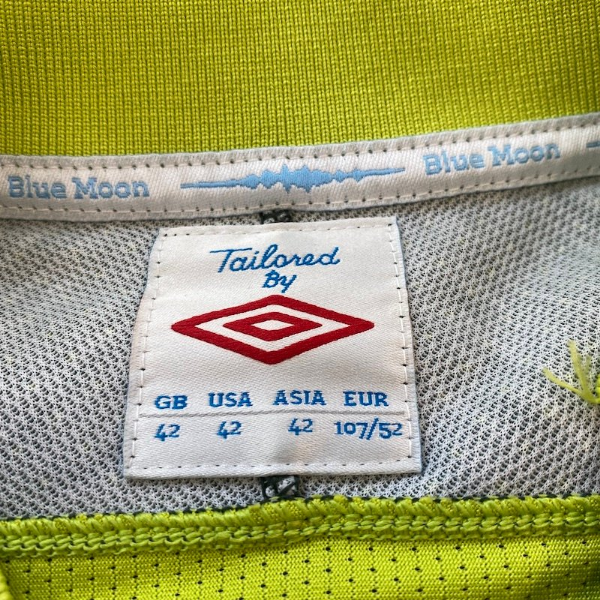 Blue Moon Blue Moon
Tailored
By
GB USA ASIA EUR
42 42 42 107/52